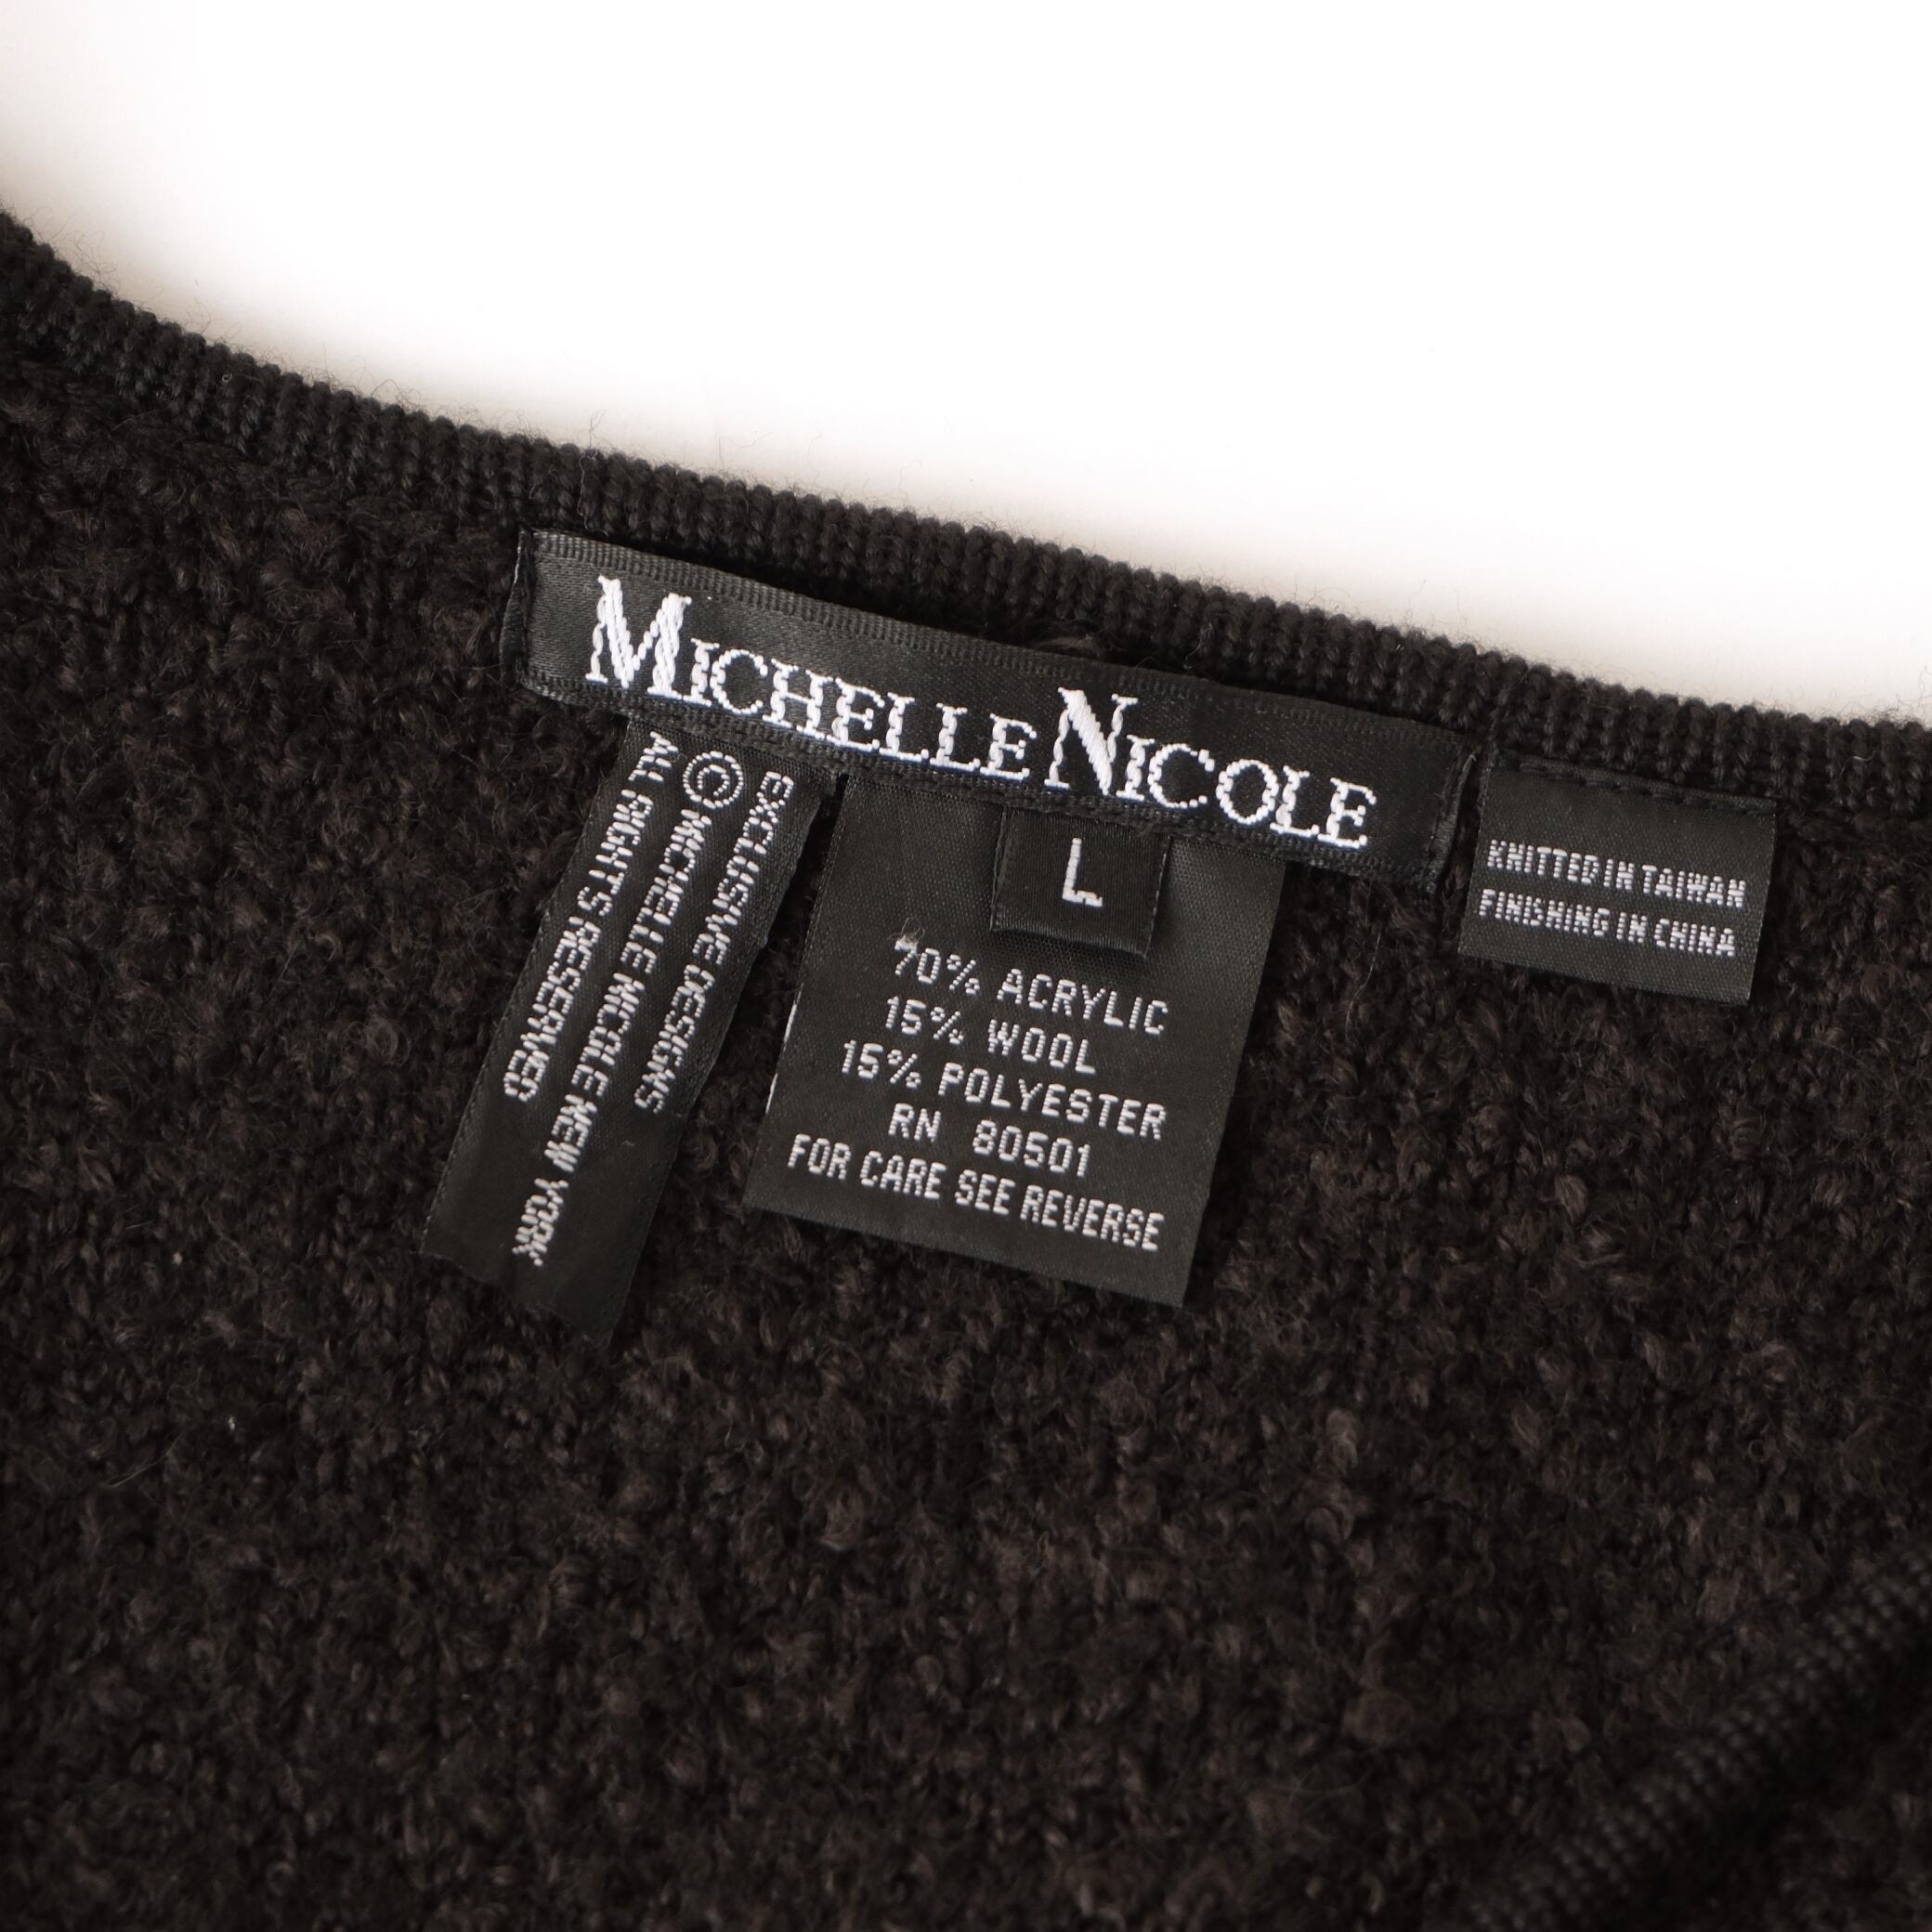 MICHELLE NICOLE
EXCLUSIVE DESIGNS
© MICHELLE NICOLE NEW YORK
ALL RIGHTS RESERVED
L
70% ACRYLIC
15% WOOL
15% POLYESTER
RN 80501
FOR CARE SEE REVERSE
KNITTED IN TAIWAN
FINISHING IN CHINA